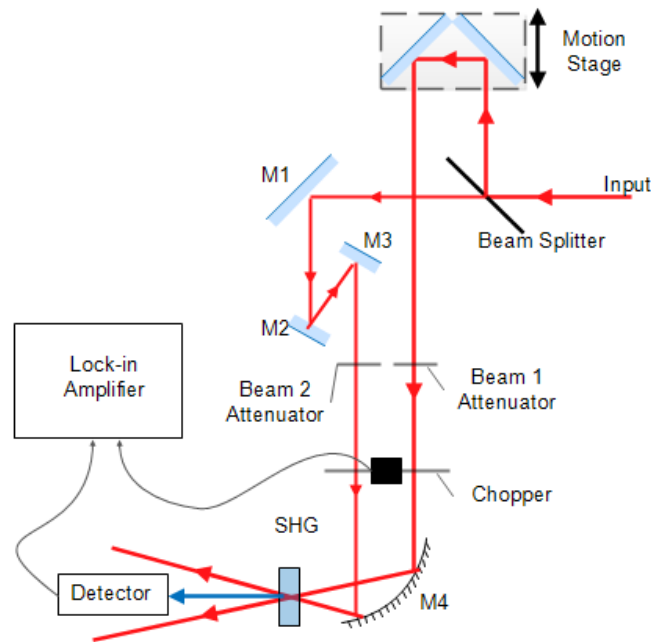 Motion
Stage
M1
Input
Beam Splitter
M3
M2
Lock-in
Amplifier
Beam 2
Attenuator
Beam 1
Attenuator
Chopper
SHG
Detector
M4